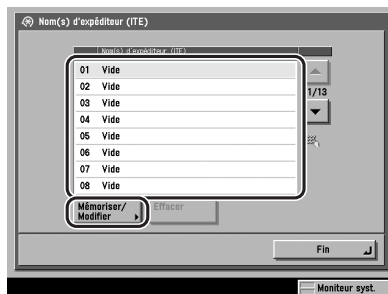 Nom(s) d'expéditeur (ITE)
Nom(s) d'expéditeur (ITE)
01 Vide
02 Vide
03 Vide
04 Vide
05 Vide
06 Vide
07 Vide
08 Vide
1/13
Mémoriser/
Modifier
Effacer
Fin
Moniteur syst.